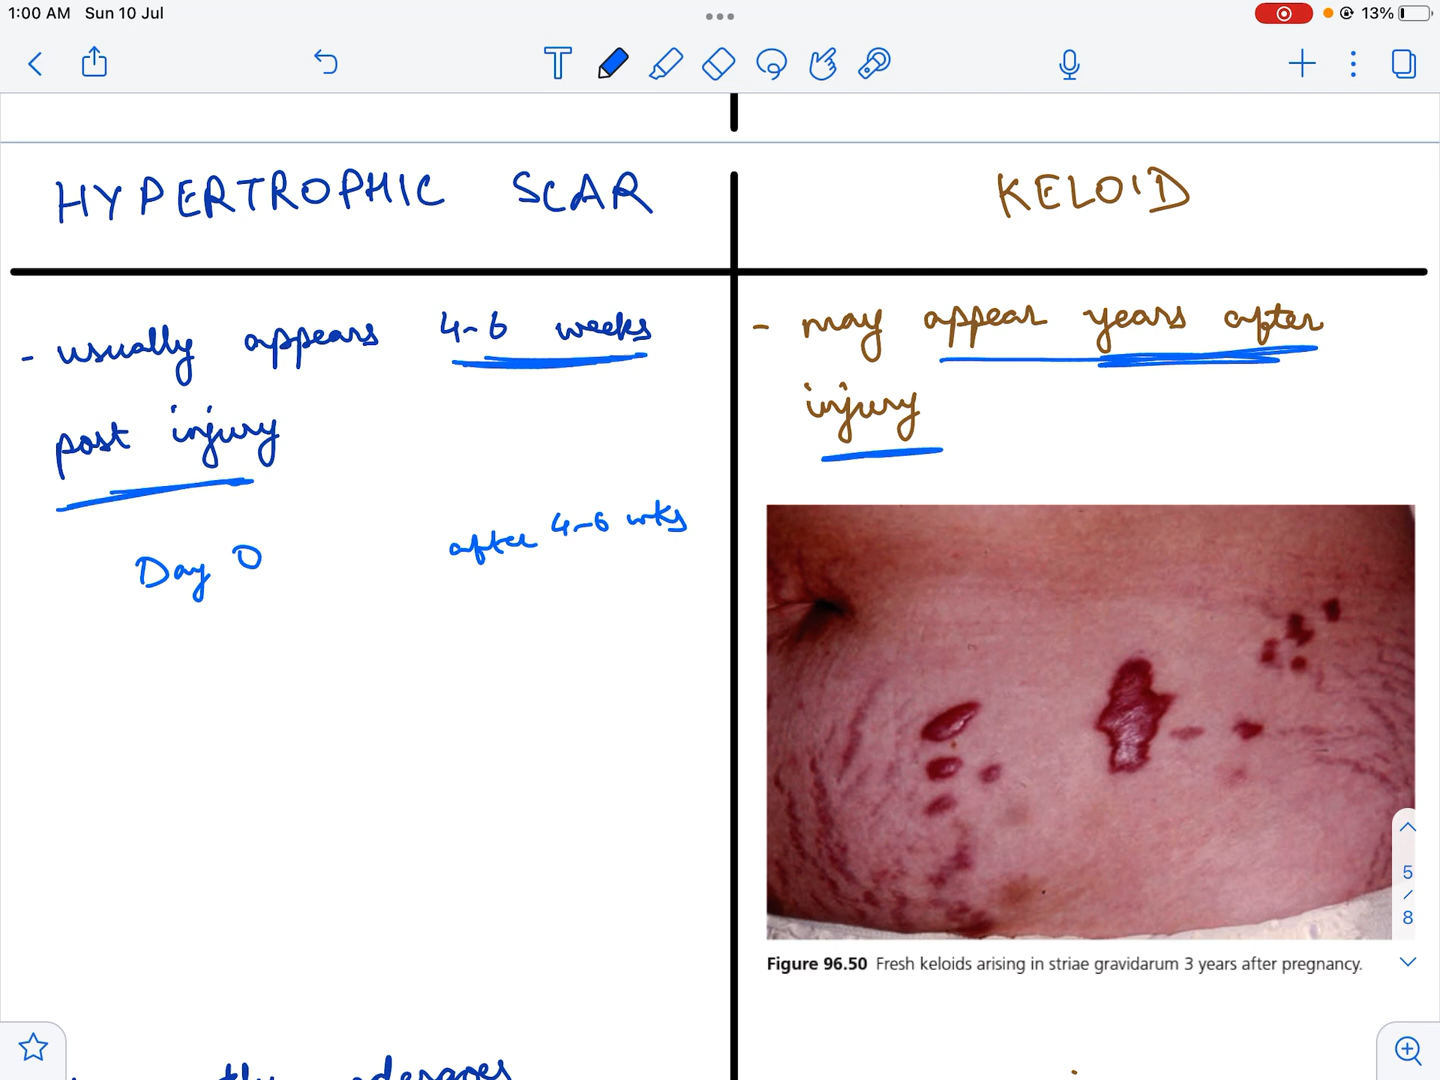 1:00 AM Sun 10 Jul
13%
HYPERTROPHIC SCAR
KELOID
- usually appears 4-6 weeks
post injury
Day 0
after 4-6 wks
- may appear years after
injury
5
/
8
Figure 96.50 Fresh keloids arising in striae gravidarum 3 years after pregnancy.